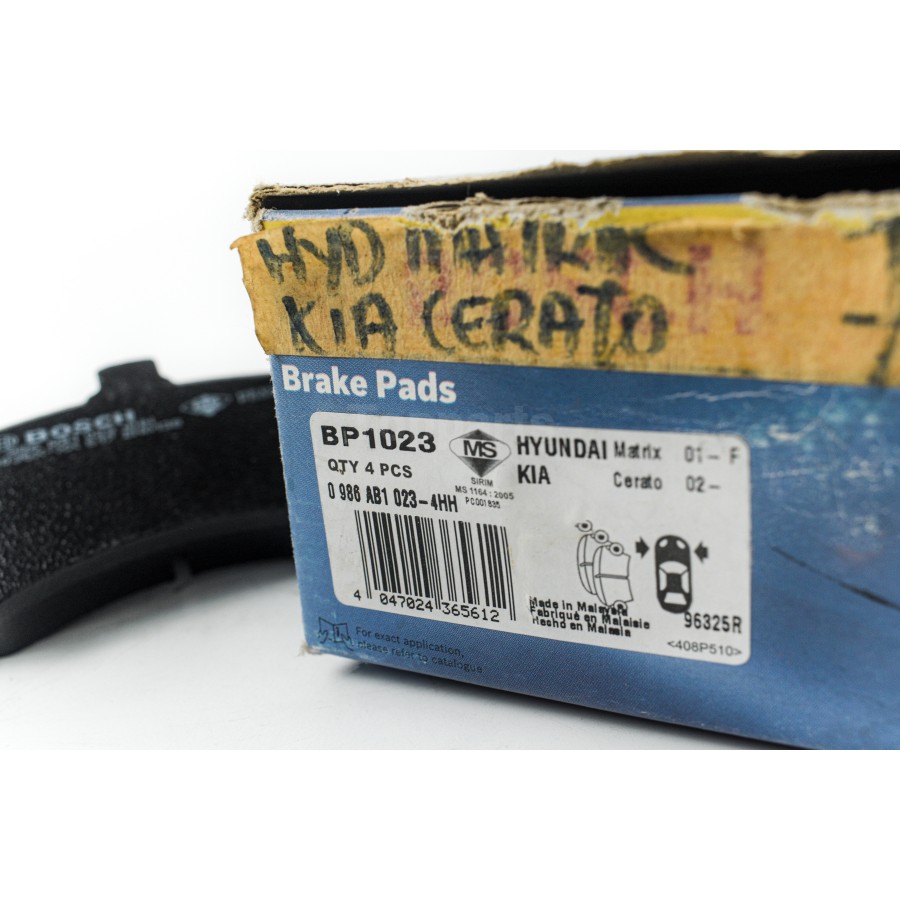 HYD MATRIX
KIA CERATO
Brake Pads
BP1023
QTY 4 PCS
0 986 AB1 023-4HH
MS
SIRIM
MS 1164 : 2005
PC001835
HYUNDAI Matrix 01- F
KIA Cerato 02-
4 047024 365612
Made in Malaysia
Fabriqué en Malaisie
Hecho en Malasia
96325R
<408P510>
For exact application,
please refer to catalogue
BOSCH